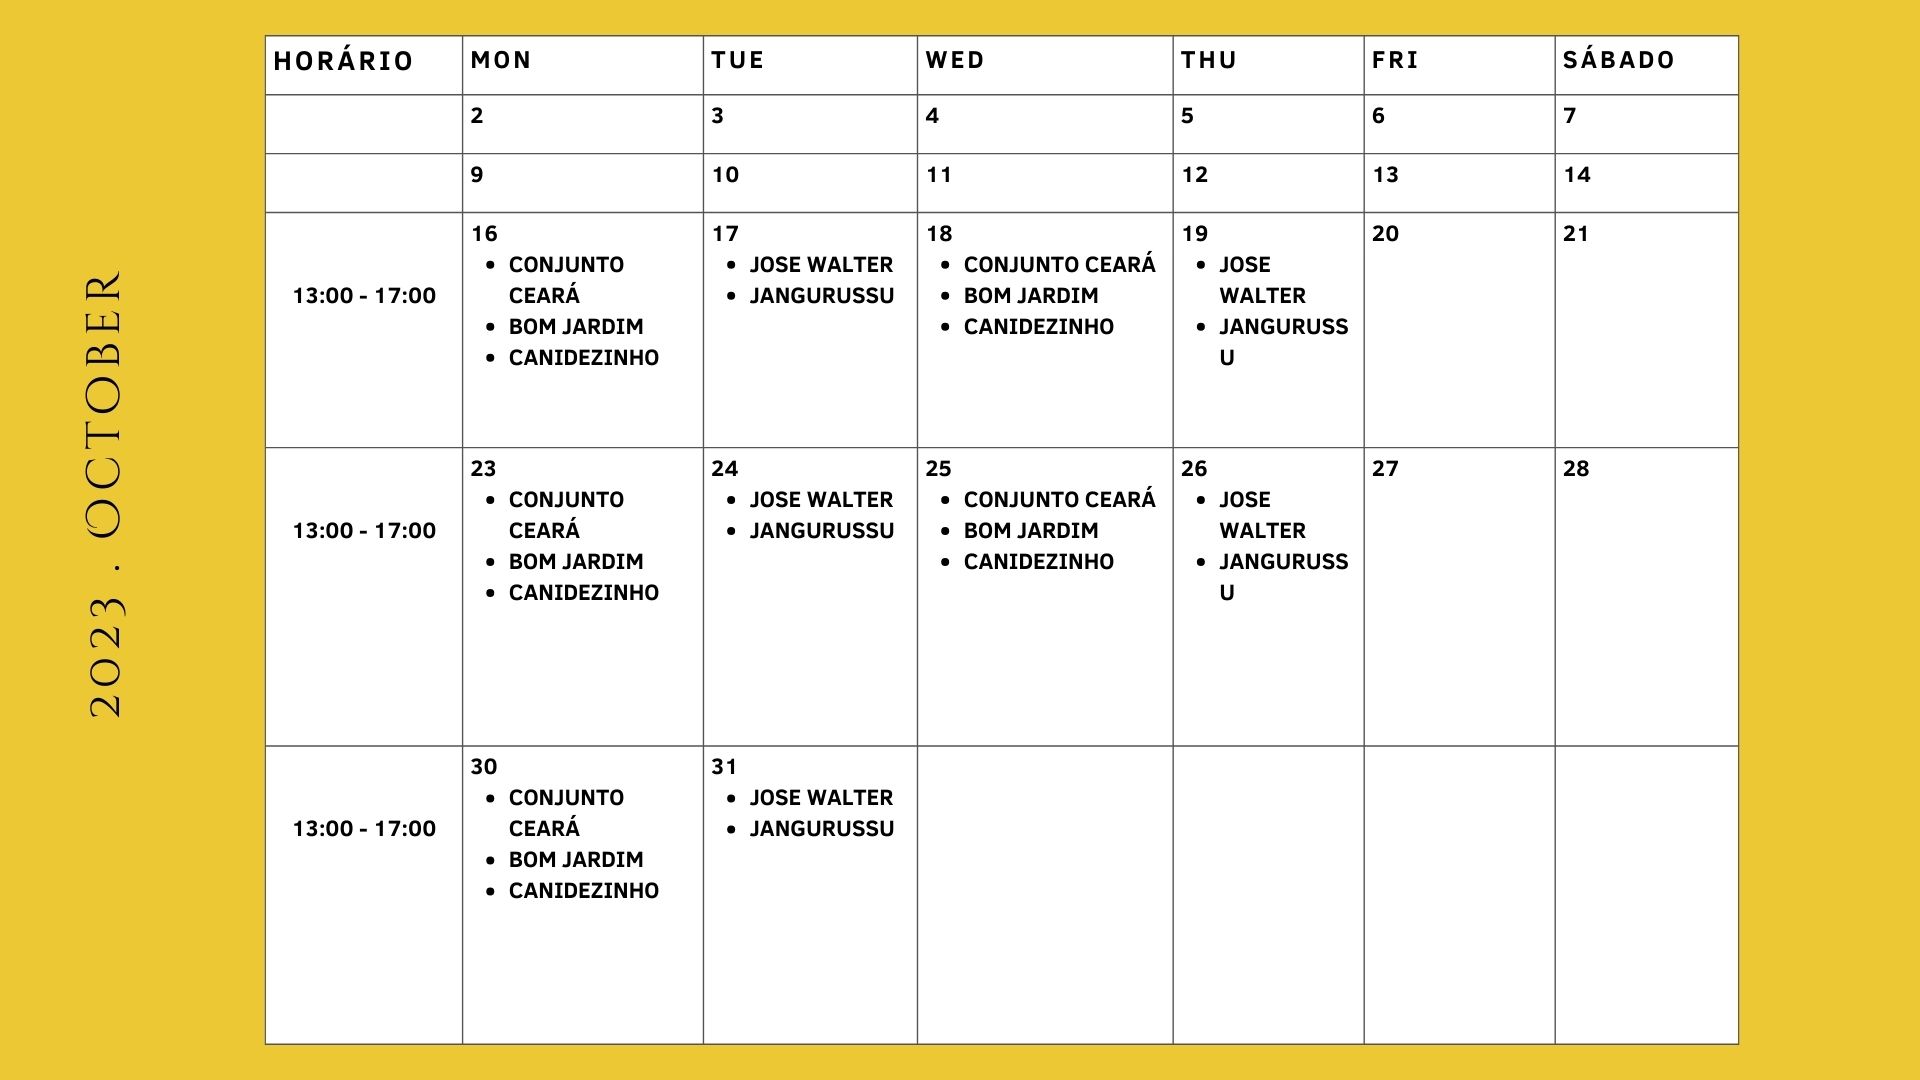 2023 . OCTOBER
HORÁRIO MON TUE WED THU FRI SÁBADO
2 3 4 5 6 7
9 10 11 12 13 14
13:00 - 17:00
16
• CONJUNTO
CEARÁ
• BOM JARDIM
• CANIDEZINHO
17
• JOSE WALTER
• JANGURUSSU
18
• CONJUNTO CEARÁ
• BOM JARDIM
• CANIDEZINHO
19
• JOSE
WALTER
• JANGURUSS
U
20
21
13:00 - 17:00
23
• CONJUNTO
CEARÁ
• BOM JARDIM
• CANIDEZINHO
24
• JOSE WALTER
• JANGURUSSU
25
• CONJUNTO CEARÁ
• BOM JARDIM
• CANIDEZINHO
26
• JOSE
WALTER
• JANGURUSS
U
27
28
13:00 - 17:00
30
• CONJUNTO
CEARÁ
• BOM JARDIM
• CANIDEZINHO
31
• JOSE WALTER
• JANGURUSSU